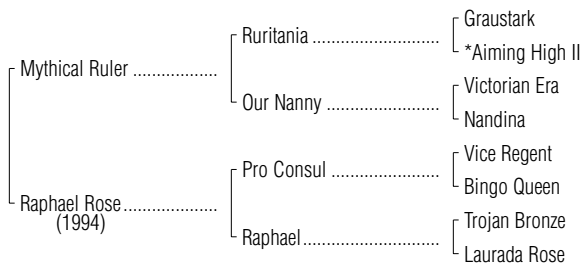 Graustark
Ruritania
*Aiming High II
Mythical Ruler
Victorian Era
Our Nanny
Nandina
Vice Regent
Pro Consul
Bingo Queen
Raphael Rose
(1994)
Trojan Bronze
Raphael
Laurada Rose